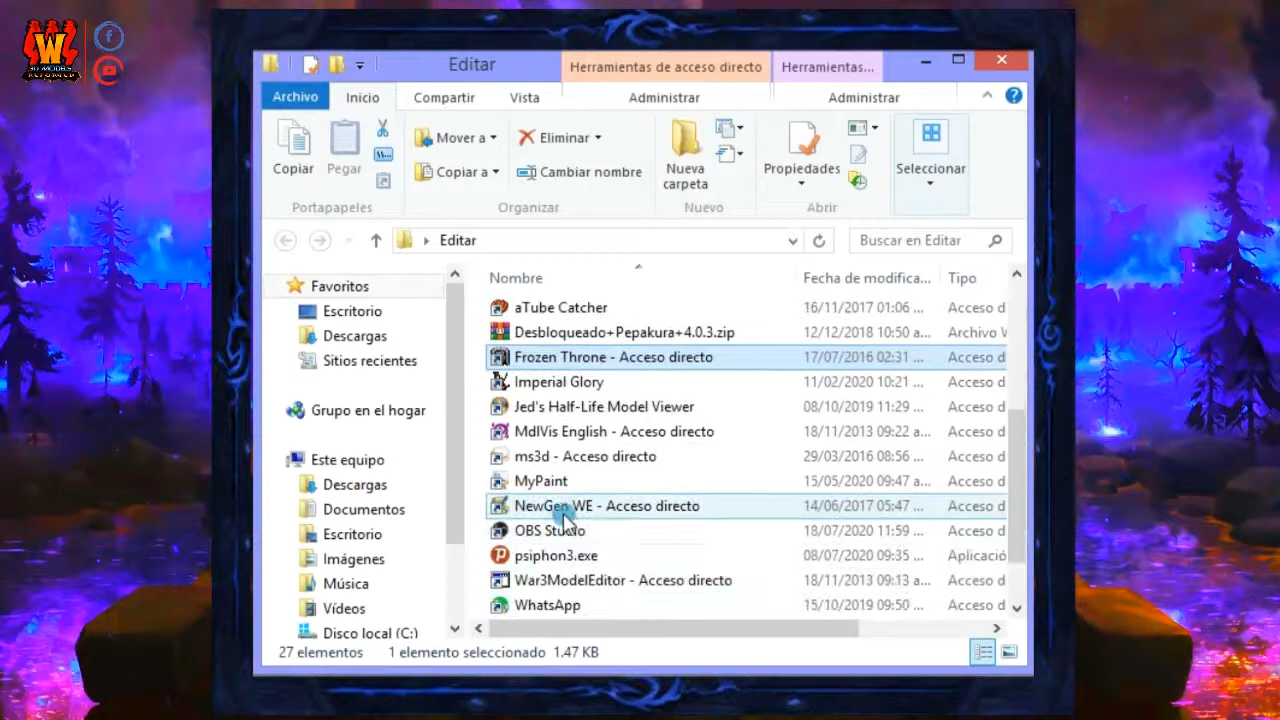 W
3D MODELS
REFORGED
Editar
Herramientas de acceso directo
Herramientas...
Archivo
Inicio
Compartir
Vista
Administrar
Administrar
Copiar
Pegar
Mover a
Copiar a
Eliminar
Cambiar nombre
Nueva
carpeta
Propiedades
Seleccionar
Portapapeles
Organizar
Nuevo
Abrir
Editar
Buscar en Editar
Favoritos
Escritorio
Descargas
Sitios recientes
Grupo en el hogar
Este equipo
Descargas
Documentos
Escritorio
Imágenes
Música
Vídeos
Disco local (C:)
Nombre Fecha de modifica... Tipo
aTube Catcher 16/11/2017 01:06 ... Acceso d
Desbloqueado+Pepakura+4.0.3.zip 12/12/2018 10:50 a... Archivo W
Frozen Throne - Acceso directo 17/07/2016 02:31 ... Acceso d
Imperial Glory 11/02/2020 10:21 ... Acceso d
Jed's Half-Life Model Viewer 08/10/2019 11:29 ... Acceso d
MdlVis English - Acceso directo 18/11/2013 09:22 a... Acceso d
ms3d - Acceso directo 29/03/2016 08:56 ... Acceso d
MyPaint 15/05/2020 09:47 a... Acceso d
NewGen WE - Acceso directo 14/06/2017 05:47 ... Acceso d
OBS Studio 18/07/2020 11:59 ... Acceso d
psiphon3.exe 08/07/2020 09:35 ... Aplicació
War3ModelEditor - Acceso directo 18/11/2013 09:13 a... Acceso d
WhatsApp 15/10/2019 09:50 ... Acceso d
27 elementos 1 elemento seleccionado 1.47 KB